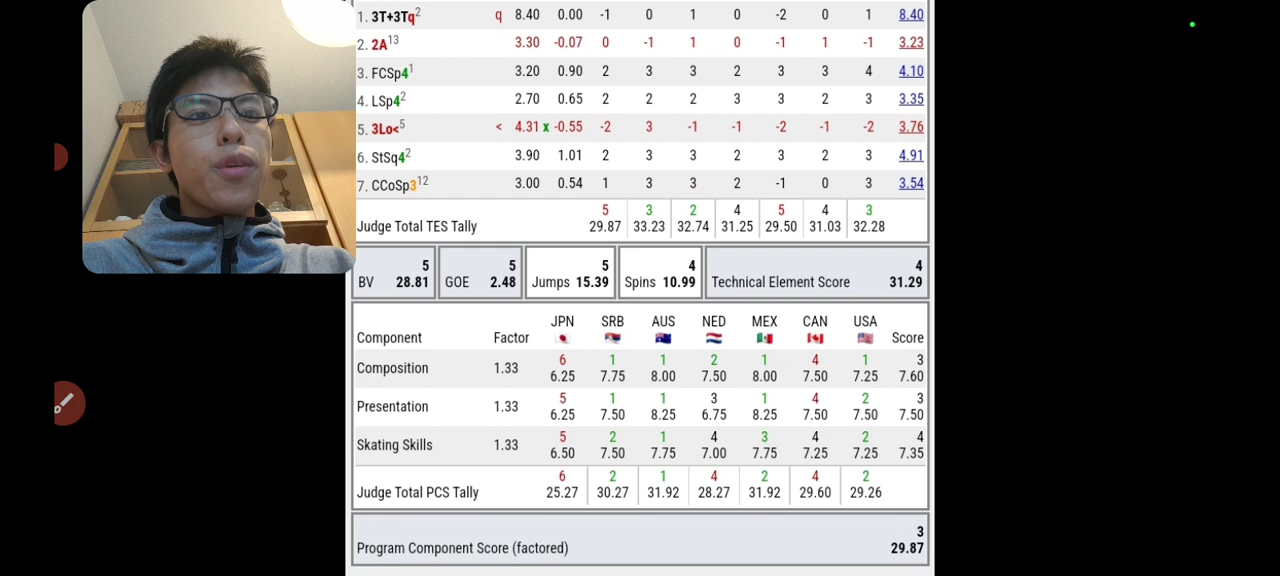 1. 3T+3Tq2 q 8.40 0.00 -1 0 1 0 -2 0 1 8.40
2. 2A13 3.30 -0.07 0 -1 1 0 -1 1 -1 3.23
3. FCSp41 3.20 0.90 2 3 3 2 3 3 4 4.10
4. LSp42 2.70 0.65 2 2 2 3 3 2 3 3.35
5. 3Lo<5 < 4.31 x -0.55 -2 3 -1 -1 -2 -1 -2 3.76
6. StSq42 3.90 1.01 2 3 3 2 3 2 3 4.91
7. CCoSp312 3.00 0.54 1 3 3 2 -1 0 3 3.54
5 3 2 4 5 4 3
Judge Total TES Tally 29.87 33.23 32.74 31.25 29.50 31.03 32.28
5 5 5 4 4
BV 28.81 GOE 2.48 Jumps 15.39 Spins 10.99 Technical Element Score 31.29
JPN SRB AUS NED MEX CAN USA
Component Factor Score
6 1 1 2 1 4 1 3
Composition 1.33 6.25 7.75 8.00 7.50 8.00 7.50 7.25 7.60
5 1 1 3 1 4 2 3
Presentation 1.33 6.25 7.50 8.25 6.75 8.25 7.50 7.50 7.50
5 2 1 4 3 4 2 4
Skating Skills 1.33 6.50 7.50 7.75 7.00 7.75 7.25 7.25 7.35
6 2 1 4 2 4 2
Judge Total PCS Tally 25.27 30.27 31.92 28.27 31.92 29.60 29.26
3
Program Component Score (factored) 29.87